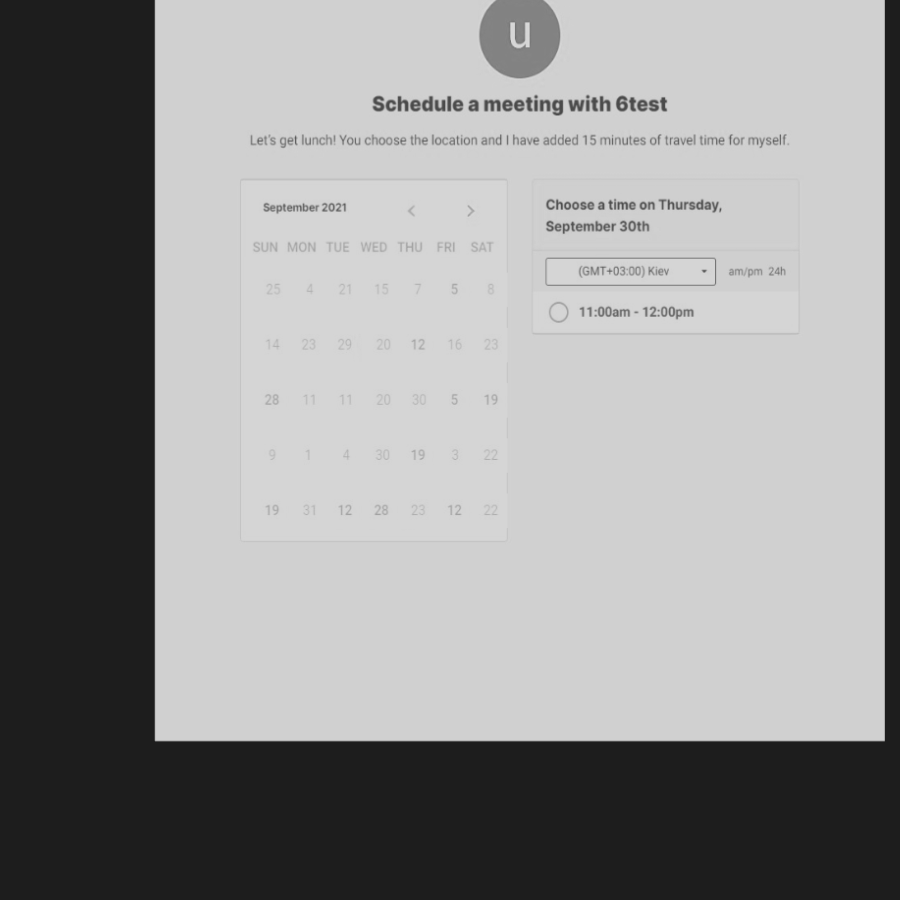 u
Schedule a meeting with 6test
Let's get lunch! You choose the location and I have added 15 minutes of travel time for myself.
September 2021
SUN MON TUE WED THU FRI SAT
25 4 21 15 7 5 8
14 23 29 20 12 16 23
28 11 11 20 30 5 19
9 1 4 30 19 3 22
19 31 12 28 23 12 22
Choose a time on Thursday,
September 30th
(GMT+03:00) Kiev am/pm 24h
11:00am - 12:00pm